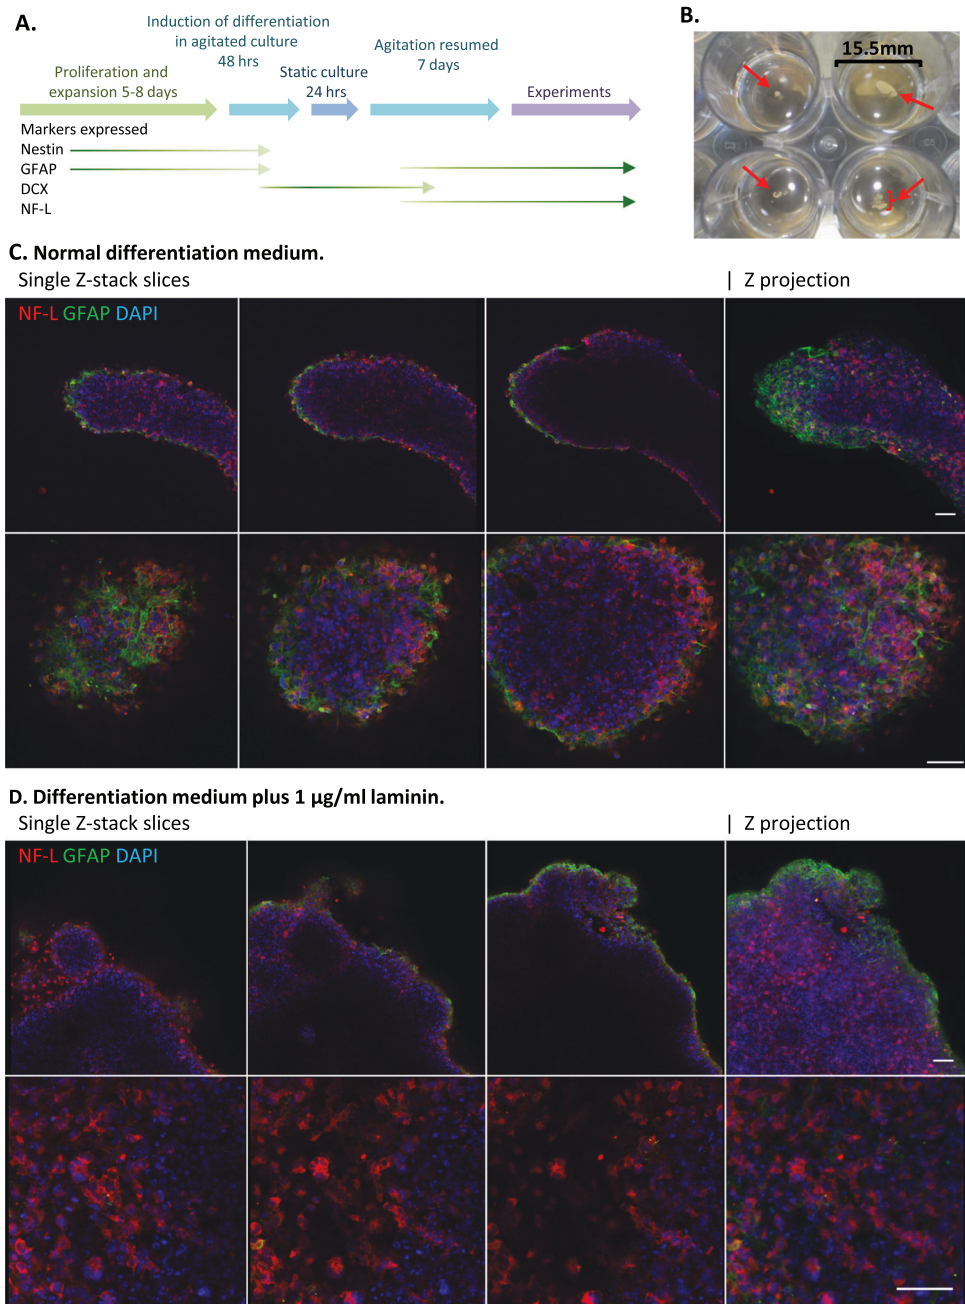 A.
Induction of differentiation
in agitated culture
48 hrs
Agitation resumed
7 days
Proliferation and
expansion 5-8 days
Static culture
24 hrs
Experiments
Markers expressed
Nestin
GFAP
DCX
NF-L
B.
15.5mm
C. Normal differentiation medium.
Single Z-stack slices
| Z projection
NF-L GFAP DAPI
D. Differentiation medium plus 1 µg/ml laminin.
Single Z-stack slices
| Z projection
NF-L GFAP DAPI